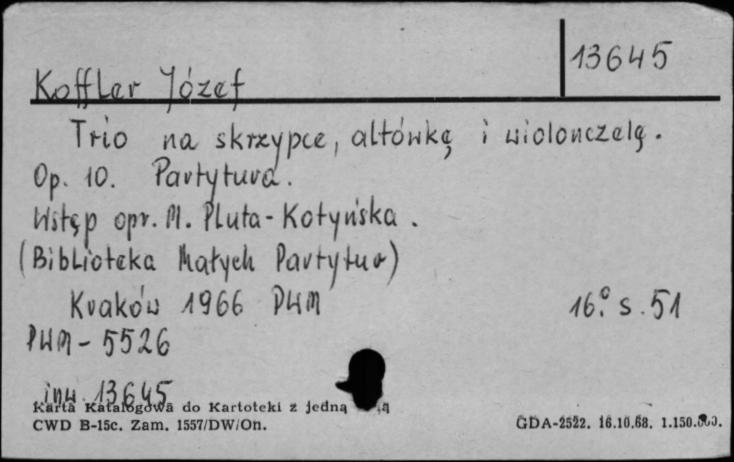 13645
Koffler Józef
Trio na skrzypce, altówkę i wiolonczelę.
Op. 10. Partytura.
Wstęp opr. M. Pluta-Kotyńska.
(Biblioteka Małych Partytur)
Kraków 1966 PWM 16.° s. 51
PWM-5526
inw. 13645
Karta Katalogowa do Kartoteki z jedną
CWD B-15c. Zam. 1557/DW/On. GDA-2522. 16.10.68. 1.150.